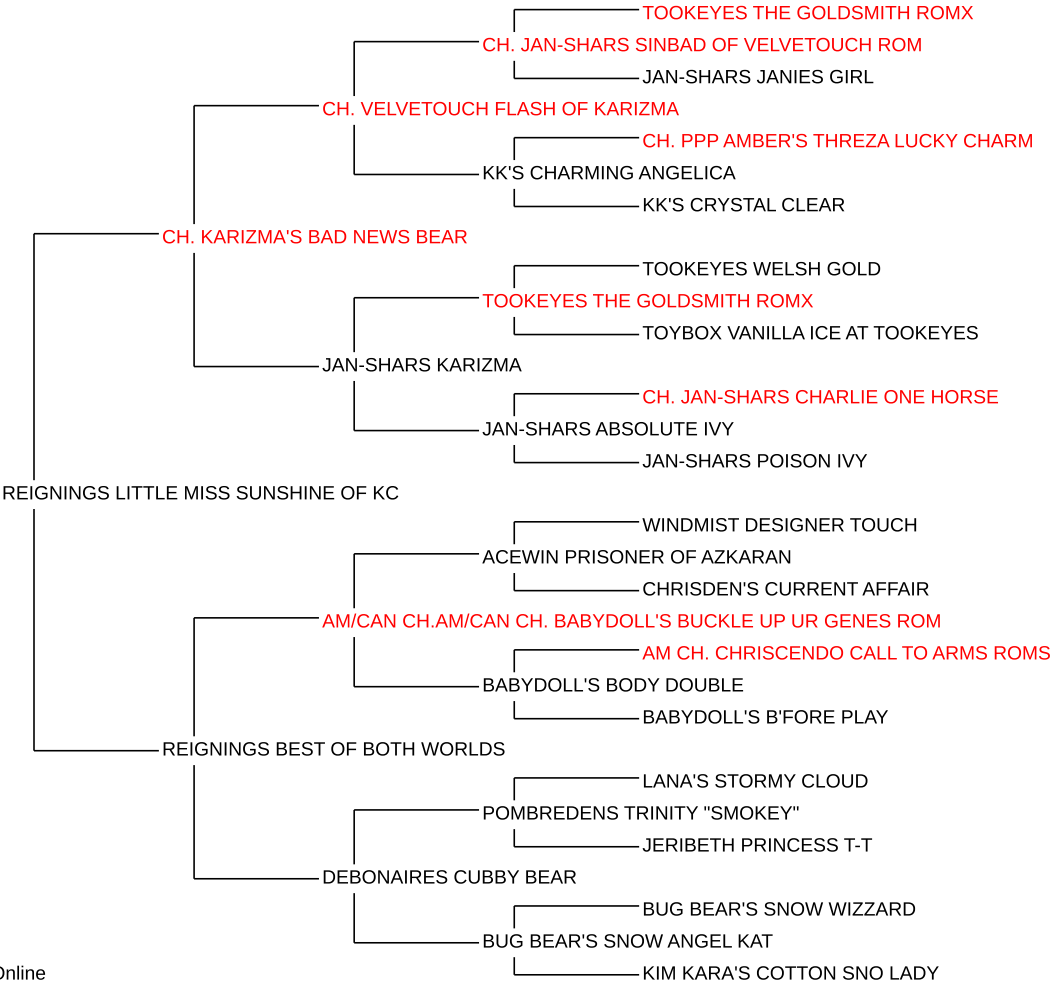 TOOKEYES THE GOLDSMITH ROMX
CH. JAN-SHARS SINBAD OF VELVETOUCH ROM
JAN-SHARS JANIES GIRL
CH. VELVETOUCH FLASH OF KARIZMA
CH. PPP AMBER'S THREZA LUCKY CHARM
KK'S CHARMING ANGELICA
KK'S CRYSTAL CLEAR
CH. KARIZMA'S BAD NEWS BEAR
TOOKEYES WELSH GOLD
TOOKEYES THE GOLDSMITH ROMX
TOYBOX VANILLA ICE AT TOOKEYES
JAN-SHARS KARIZMA
CH. JAN-SHARS CHARLIE ONE HORSE
JAN-SHARS ABSOLUTE IVY
JAN-SHARS POISON IVY
REIGNINGS LITTLE MISS SUNSHINE OF KC
WINDMIST DESIGNER TOUCH
ACEWIN PRISONER OF AZKARAN
CHRISDEN'S CURRENT AFFAIR
AM/CAN CH.AM/CAN CH. BABYDOLL'S BUCKLE UP UR GENES ROM
AM CH. CHRISCENDO CALL TO ARMS ROMS
BABYDOLL'S BODY DOUBLE
BABYDOLL'S B'FORE PLAY
REIGNINGS BEST OF BOTH WORLDS
LANA'S STORMY CLOUD
POMBREDENS TRINITY "SMOKEY"
JERIBETH PRINCESS T-T
DEBONAIRES CUBBY BEAR
BUG BEAR'S SNOW WIZZARD
BUG BEAR'S SNOW ANGEL KAT
KIM KARA'S COTTON SNO LADY
Online